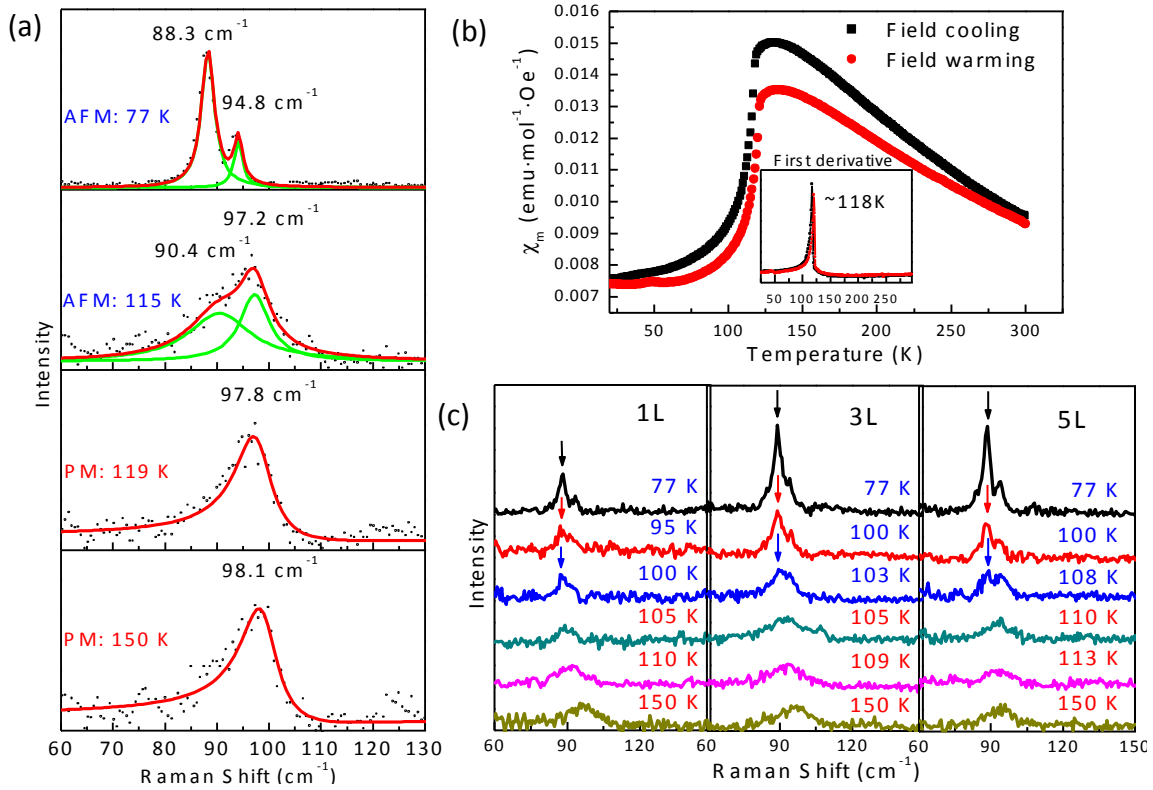 (a)
88.3 cm⁻¹
94.8 cm⁻¹
AFM: 77 K
97.2 cm⁻¹
90.4 cm⁻¹
AFM: 115 K
97.8 cm⁻¹
PM: 119 K
98.1 cm⁻¹
PM: 150 K
Intensity
60 70 80 90 100 110 120 130
Raman Shift (cm⁻¹)
(b)
0.016
0.015
0.014
0.013
0.012
0.011
0.010
0.009
0.008
0.007
χm (emu·mol⁻¹·Oe⁻¹)
Field cooling
Field warming
First derivative
~118K
50 100 150 200 250
50 100 150 200 250 300
Temperature (K)
(c)
1L 3L 5L
77 K 77 K 77 K
95 K 100 K 100 K
100 K 103 K 108 K
105 K 105 K 110 K
110 K 109 K 113 K
150 K 150 K 150 K
Intensity
60 90 120 60 90 120 60 90 120 150
Raman Shift (cm⁻¹)